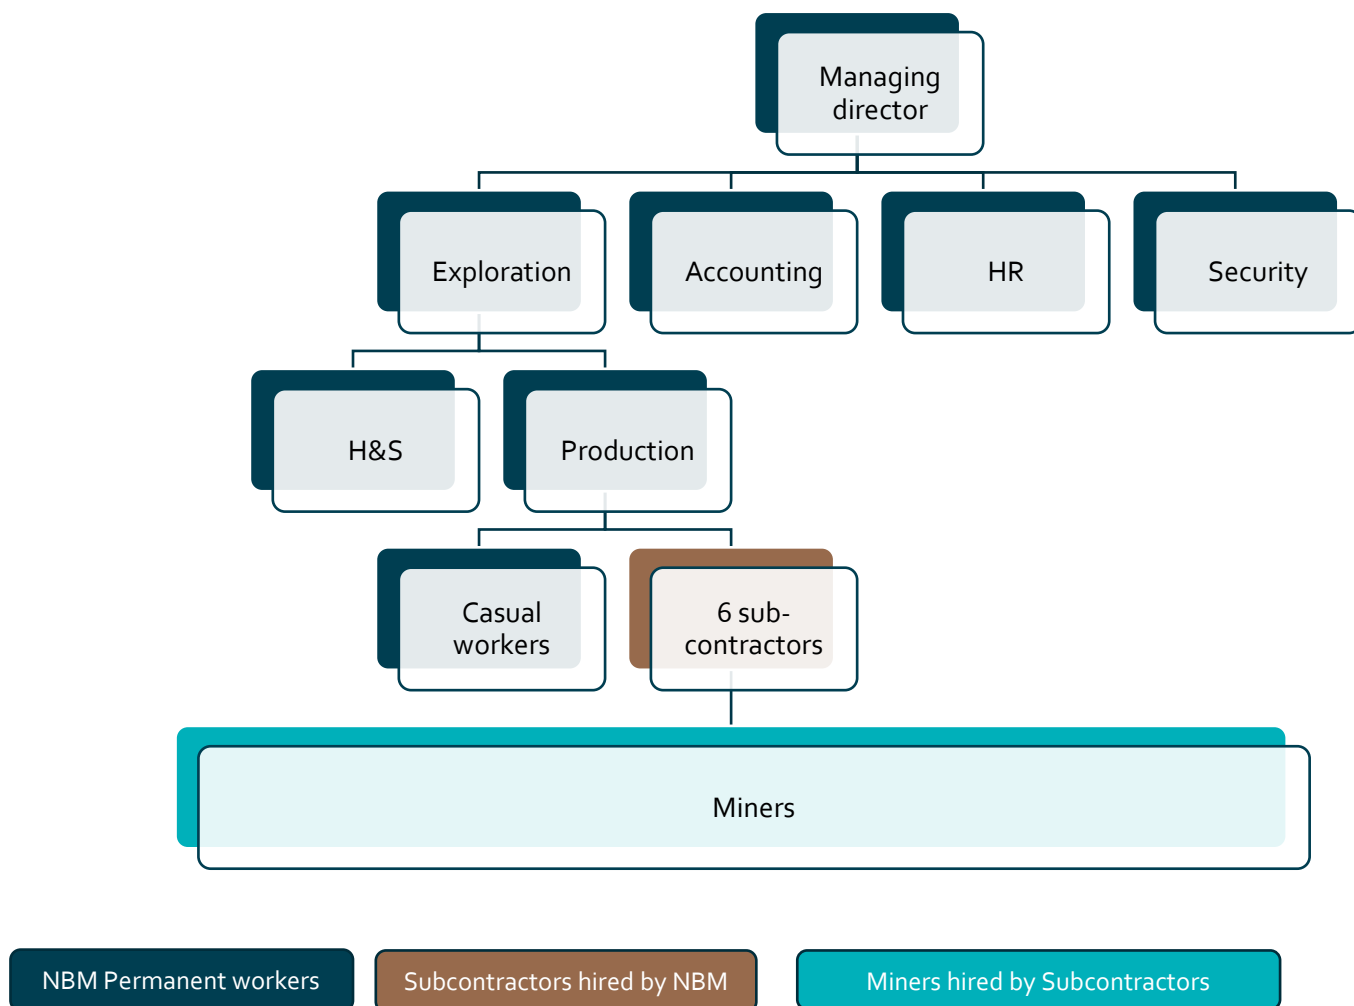 Managing
director
Exploration
Accounting
HR
Security
H&S
Production
Casual
workers
6 sub-
contractors
Miners
NBM Permanent workers
Subcontractors hired by NBM
Miners hired by Subcontractors